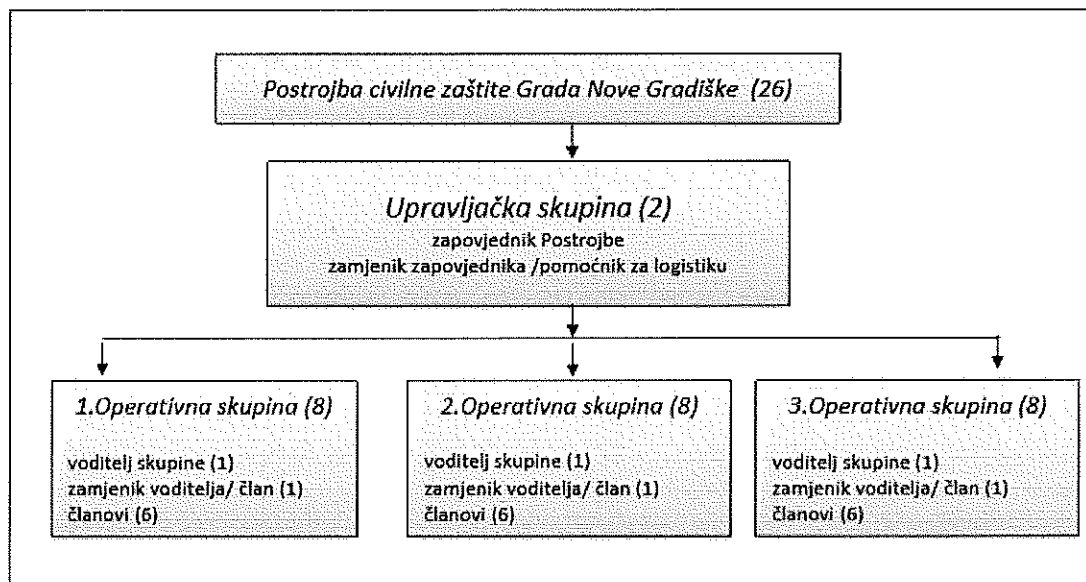 Postrojba civilne zaštite Grada Nove Gradiške (26)
Upravljačka skupina (2)
zapovjednik Postrojbe
zamjenik zapovjednika /pomoćnik za logistiku
1.Operativna skupina (8)
voditelj skupine (1)
zamjenik voditelja/ član (1)
članovi (6)
2.Operativna skupina (8)
voditelj skupine (1)
zamjenik voditelja/ član (1)
članovi (6)
3.Operativna skupina (8)
voditelj skupine (1)
zamjenik voditelja/ član (1)
članovi (6)